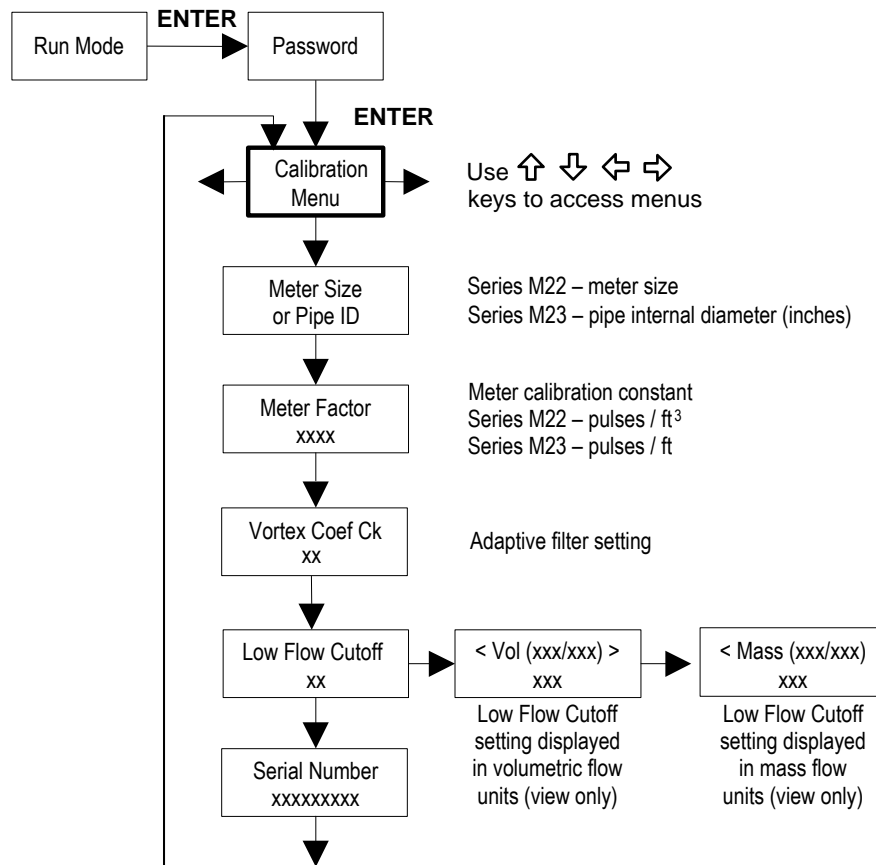 ENTER
Run Mode
Password
ENTER
Calibration
Menu
Use
keys to access menus
Meter Size
or Pipe ID
Series M22 – meter size
Series M23 – pipe internal diameter (inches)
Meter Factor
xxxx
Meter calibration constant
Series M22 – pulses / ft³
Series M23 – pulses / ft
Vortex Coef Ck
xx
Adaptive filter setting
Low Flow Cutoff
xx
< Vol (xxx/xxx) >
xxx
< Mass (xxx/xxx)
xxx
Low Flow Cutoff
setting displayed
in volumetric flow
units (view only)
Low Flow Cutoff
setting displayed
in mass flow
units (view only)
Serial Number
xxxxxxxxx